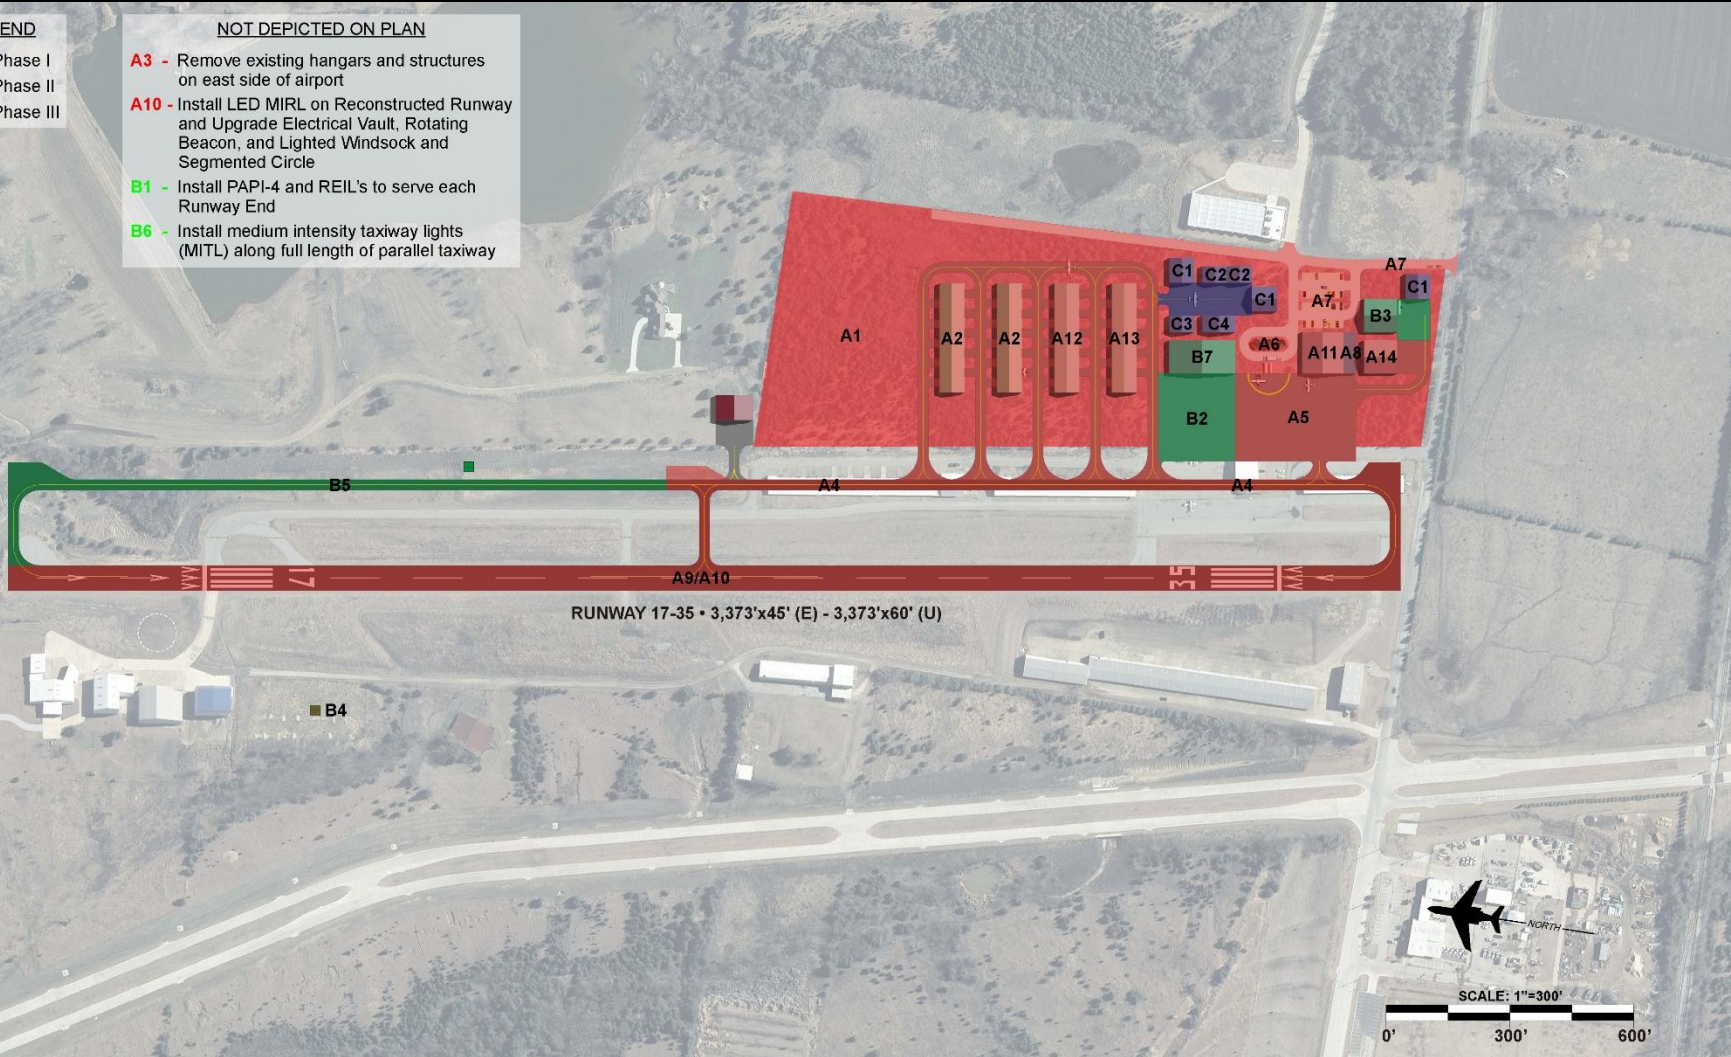 END
Phase I
Phase II
Phase III
NOT DEPICTED ON PLAN
A3 - Remove existing hangars and structures
on east side of airport
A10 - Install LED MIRL on Reconstructed Runway
and Upgrade Electrical Vault, Rotating
Beacon, and Lighted Windsock and
Segmented Circle
B1 - Install PAPI-4 and REIL's to serve each
Runway End
B6 - Install medium intensity taxiway lights
(MITL) along full length of parallel taxiway
A7
C1 C2 C2 C1
C1 A7
B3
C3 C4
A1 A2 A2 A12 A13
A6
B7 A11 A8 A14
B2 A5
B5 A4 A4
17 A9/A10 35
RUNWAY 17-35 • 3,373'x45' (E) - 3,373'x60' (U)
B4
NORTH
SCALE: 1"=300'
0' 300' 600'